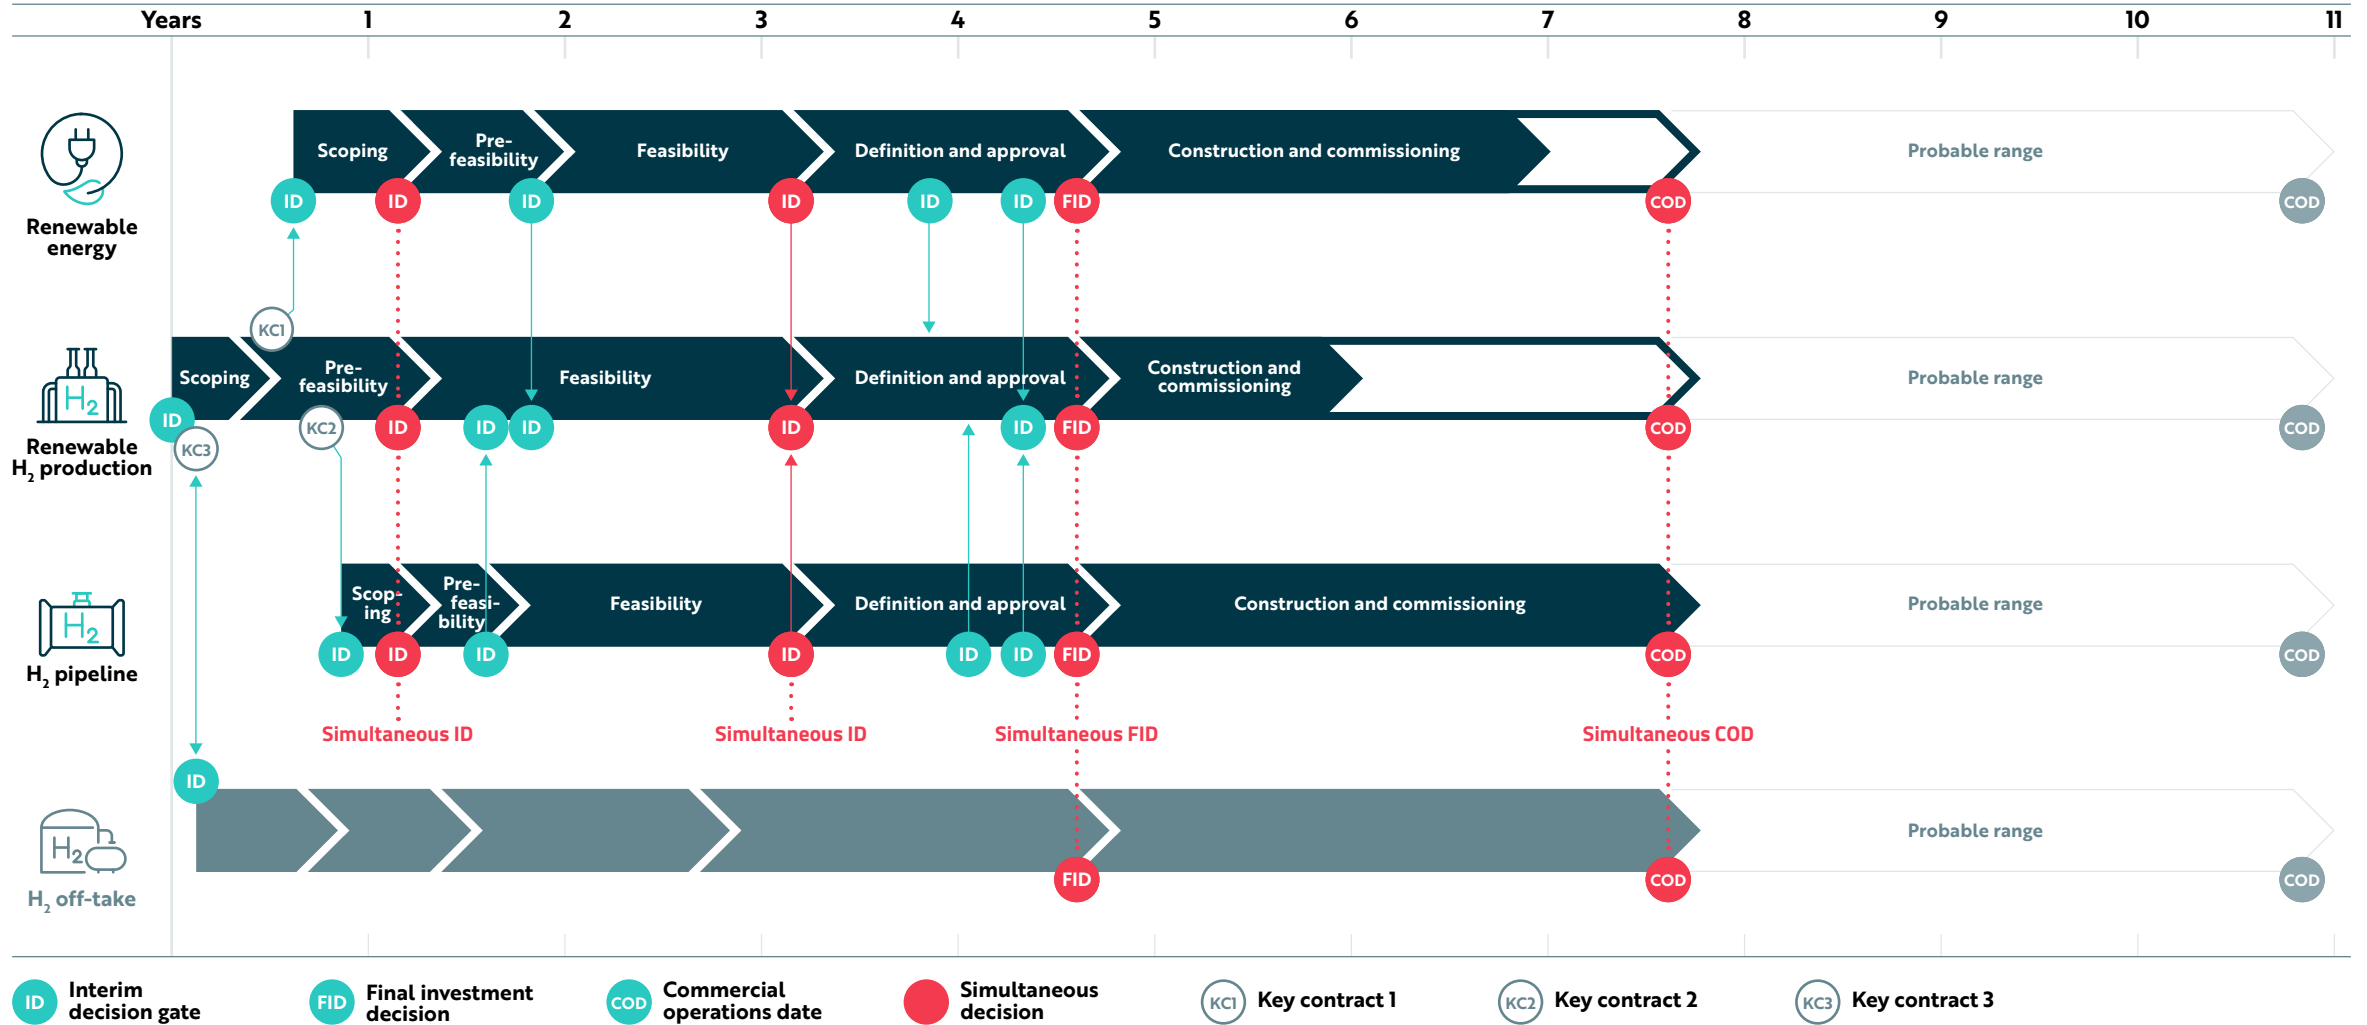 Years 1 2 3 4 5 6 7 8 9 10 11
Scoping
Pre-
feasibility
Feasibility
Definition and approval
Construction and commissioning
Probable range
ID ID ID ID ID ID FID COD COD
Renewable
energy
KC1
Scoping
Pre-
feasibility
Feasibility
Definition and approval
Construction and
commissioning
Probable range
H2
ID
KC2 ID ID ID ID ID FID COD COD
KC3
Renewable
H2 production
Scop-
ing
Pre-
feasi-
bility
Feasibility
Definition and approval
Construction and commissioning
Probable range
H2
ID ID ID ID ID ID FID COD COD
H2 pipeline
Simultaneous ID
Simultaneous ID
Simultaneous FID
Simultaneous COD
ID
Probable range
H2
FID COD COD
H2 off-take
ID Interim
decision gate
FID Final investment
decision
COD Commercial
operations date
Simultaneous
decision
KC1 Key contract 1
KC2 Key contract 2
KC3 Key contract 3